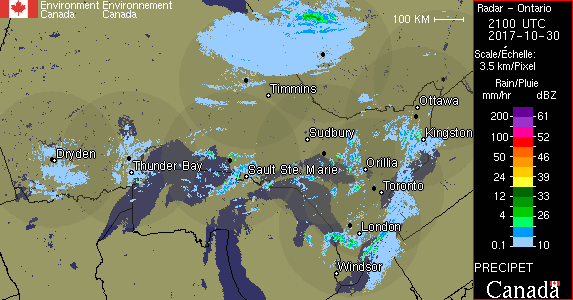 Environment Environnement
Canada Canada
100 KM
Timmins
Ottawa
Sudbury
Kingston
Dryden
Thunder Bay
Sault Ste. Marie
Orillia
Toronto
London
Windsor
Radar – Ontario
2100 UTC
2017-10-30
Scale/Échelle:
3.5 km/Pixel
Rain/Pluie
mm/hr dBZ
200 61
100 56
75 52
50 46
24 39
12 33
4 26
0.1 10
PRECIPET
Canada